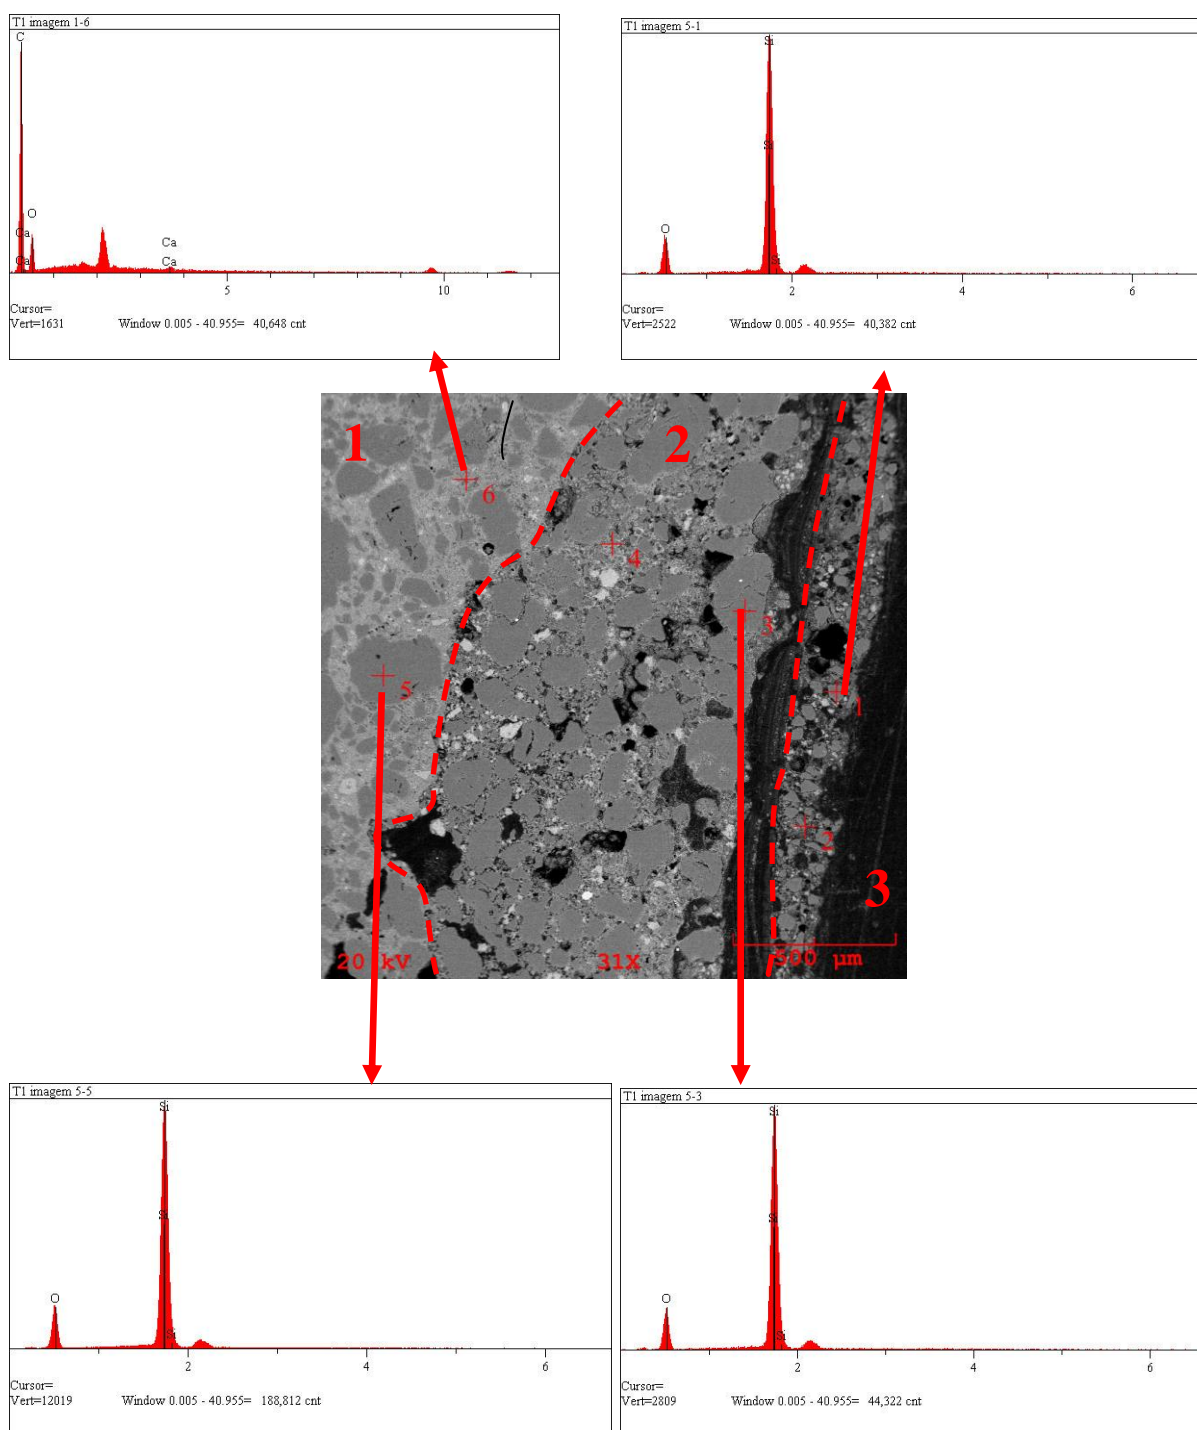 T1 imagem 1-6
C
O
Ca
Ca
Ca
Ca
5
10
Cursor=
Vert=1631 Window 0.005 - 40.955= 40,648 cnt
T1 imagem 5-1
Si
Si
O
Si
2
4
6
Cursor=
Vert=2522 Window 0.005 - 40.955= 40,382 cnt
1
2
6
4
3
5
1
2
3
20 kV
31X
500 µm
T1 imagem 5-5
Si
Si
O
Si
2
4
6
Cursor=
Vert=12019 Window 0.005 - 40.955= 188,812 cnt
T1 imagem 5-3
Si
Si
O
Si
2
4
6
Cursor=
Vert=2809 Window 0.005 - 40.955= 44,322 cnt